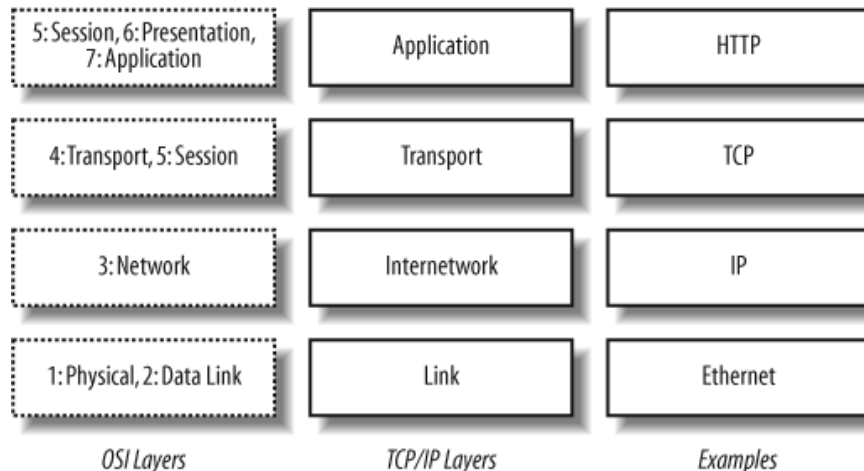 5: Session, 6: Presentation,
7: Application
Application
HTTP
4: Transport, 5: Session
Transport
TCP
3: Network
Internetwork
IP
1: Physical, 2: Data Link
Link
Ethernet
OSI Layers
TCP/IP Layers
Examples